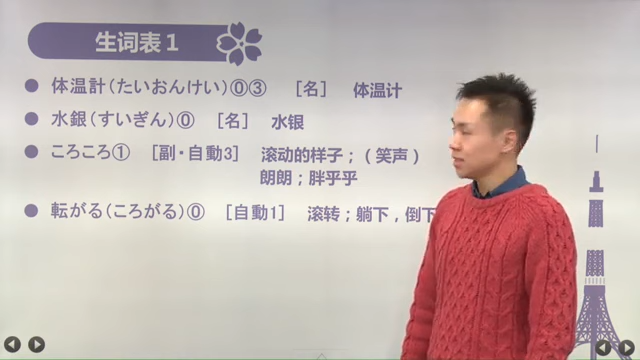 生词表1
● 体温計(たいおんけい)⓪③ [名] 体温计
● 水銀(すいぎん)⓪ [名] 水银
● ころころ① [副・自動3] 滚动的样子；(笑声)
朗朗；胖乎乎
● 転がる(ころがる)⓪ [自動1] 滚转；躺下，倒下